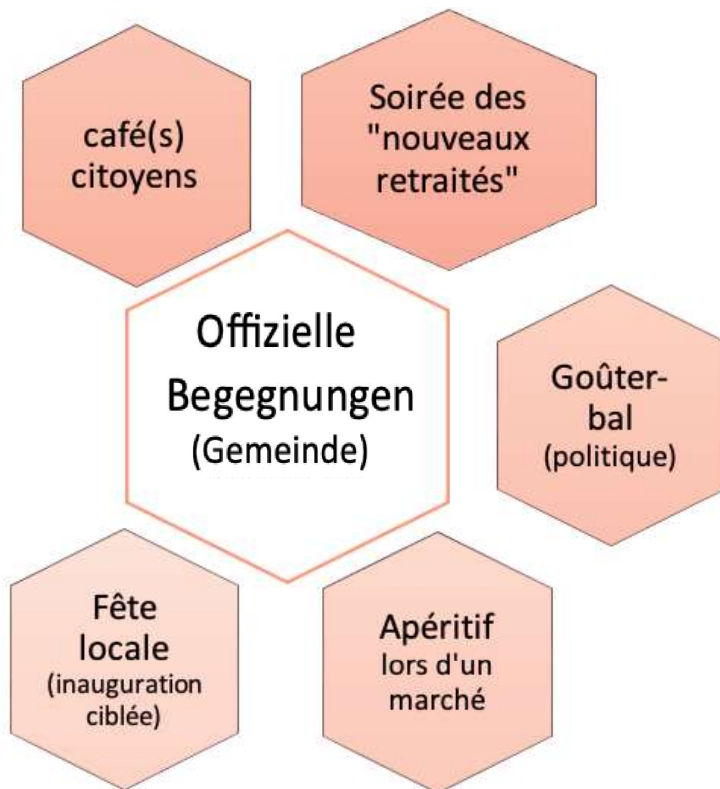 café(s)
citoyens
Soirée des
"nouveaux
retraités"
Offizielle
Begegnungen
(Gemeinde)
Goûter-
bal
(politique)
Fête
locale
(inauguration
ciblée)
Apéritif
lors d'un
marché